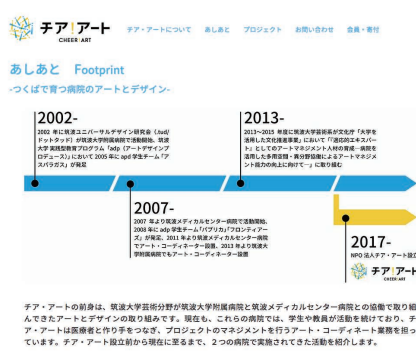 チア!アート
CHEER!ART
チア・アートについて あしあと プロジェクト お問い合わせ 会員・寄付
あしあと Footprint
-つくばで育つ病院のアートとデザイン-
2002-
2002 年に筑波ユニバーサルデザイン研究会(.tud/
ドットタッド)が筑波大学附属病院で活動開始、筑波
大学 実践型教育プログラム「adp(アートデザインプ
ロデュース)」において 2005 年に apd 学生チーム「ア
スパラガス」が発足
2013-
2013~2015 年度に筑波大学芸術系が文化庁「大学を
活用した文化推進事業」において「『適応的エキスパー
ト』としてのアートマネジメント人材の育成―病院を
活用した多用空間・異分野協働によるアートマネジメ
ント能力の向上に向けて―」に取り組む
2007-
2007 年より筑波メディカルセンター病院で活動開始、
2008 年に adp 学生チーム「パプリカ」「フロンティアー
ズ」が発足、2011 年より筑波メディカルセンター病院
でアート・コーディネーター設置、2013 年より筑波大
学附属病院でもアート・コーディネーター設置
2017-
NPO 法人チア・アート設立
チア!アート
チア・アートの前身は、筑波大学芸術分野が筑波大学附属病院と筑波メディカルセンター病院との協働で取り組
んできたアートとデザインの取り組みです。現在も、これらの病院では、学生や教員が活動を続けており、チ
ア・アートは医療者と作り手をつなぎ、プロジェクトのマネジメントを行うアート・コーディネート業務を担っ
ています。チア・アート設立前から現在に至るまで、2つの病院で実施されてきた活動を紹介します。